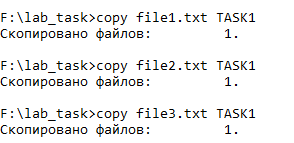 F:\lab_task>copy file1.txt TASK1
Скопировано файлов:         1.
F:\lab_task>copy file2.txt TASK1
Скопировано файлов:         1.
F:\lab_task>copy file3.txt TASK1
Скопировано файлов:         1.